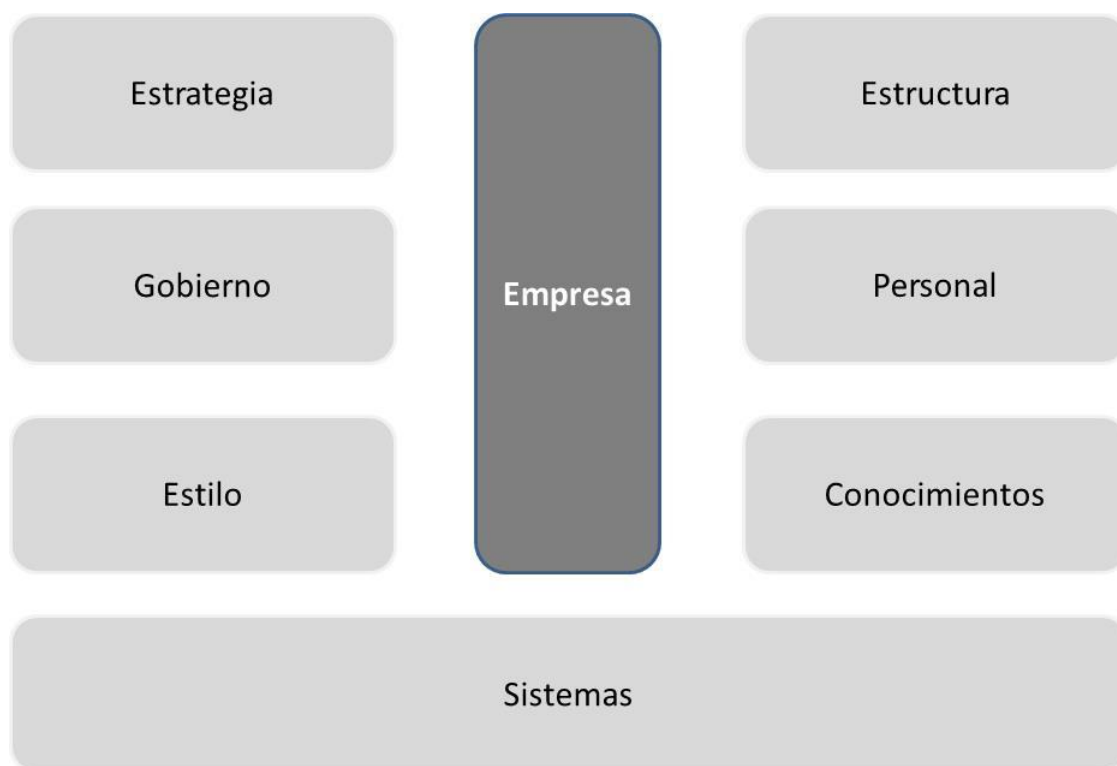 Estrategia
Estructura
Gobierno
Empresa
Personal
Estilo
Conocimientos
Sistemas